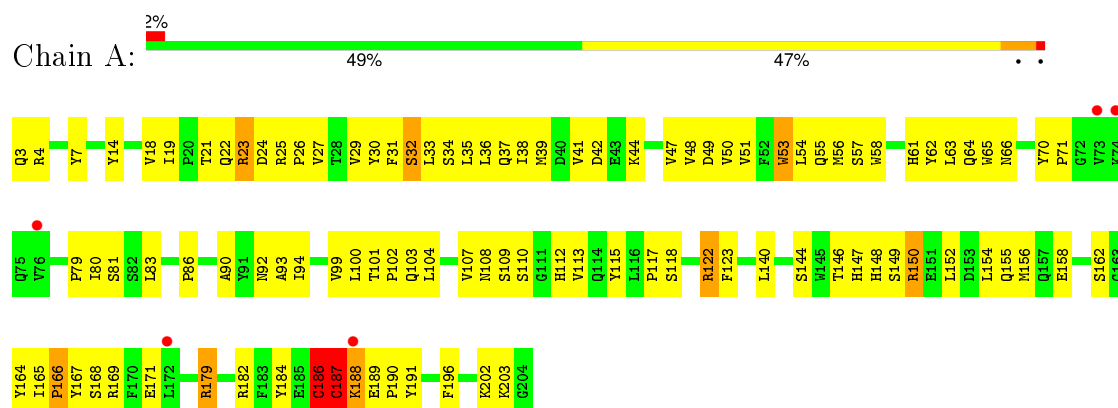 2%
Chain A:
49% 47% • •
Q3 R4 Y7 Y14 V18 I19 P20 T21 Q22 R23 D24 R25 P26 V27 T28 V29 Y30 F31 S32 L33 S34 L35 L36 Q37 I38 M39 D40 V41 D42 E43 K44 V47 V48 D49 V50 V51 F52 W53 L54 Q55 M56 S57 W58 H61 Y62 L63 Q64 W65 N66 Y70 P71 G72 V73 K74
Q75 V76 F79 I80 S81 S82 L83 P86 A90 Y91 N92 A93 I94 V99 L100 T101 P102 Q103 L104 V107 N108 S109 S110 G111 H112 V113 Q114 Y115 L116 P117 S118 R122 F123 L140 S144 W145 T146 H147 H148 S149 R150 E151 L152 D153 L154 Q155 M156 Q157 E158 S162 G163
Y164 I165 P166 Y167 S168 R169 F170 E171 L172 R179 R182 F183 Y184 E185 C186 C187 K188 E189 P190 Y191 F196 K202 K203 G204